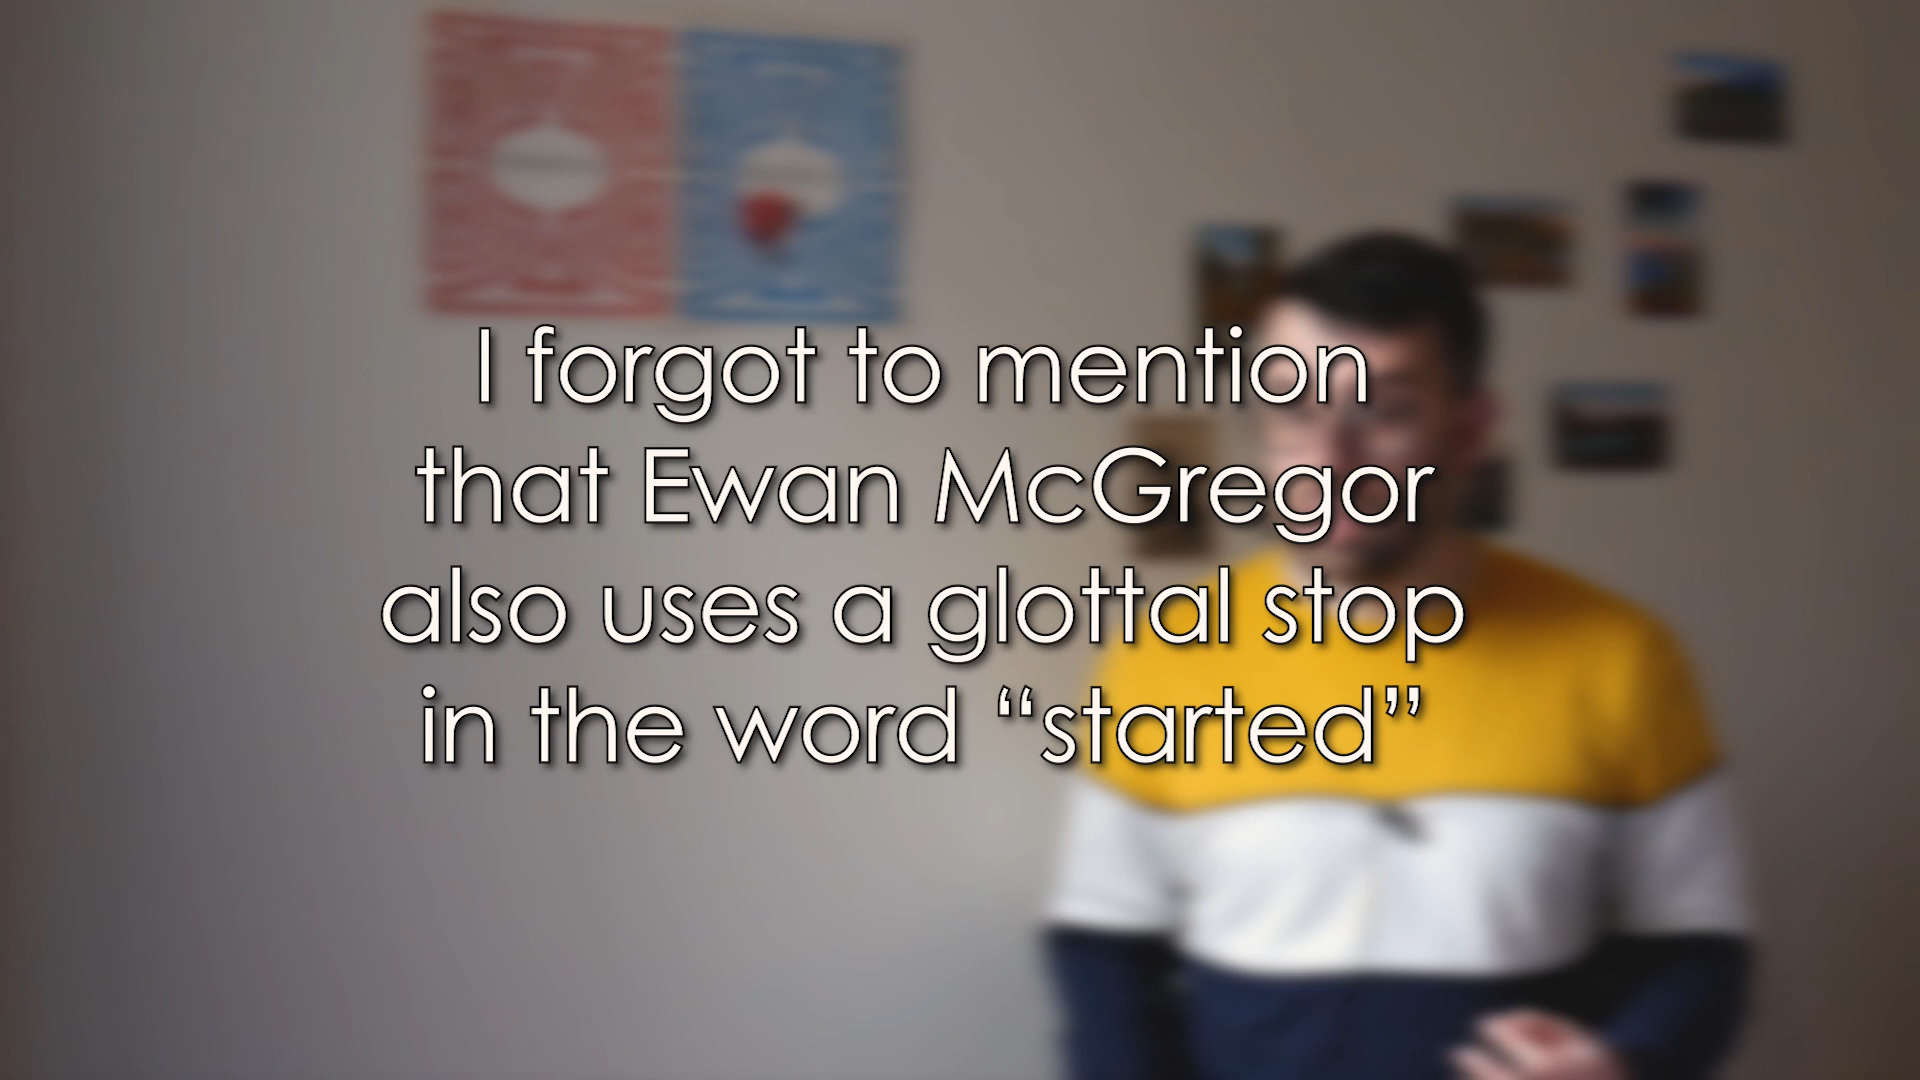 I forgot to mention
that Ewan McGregor
also uses a glottal stop
in the word “started”